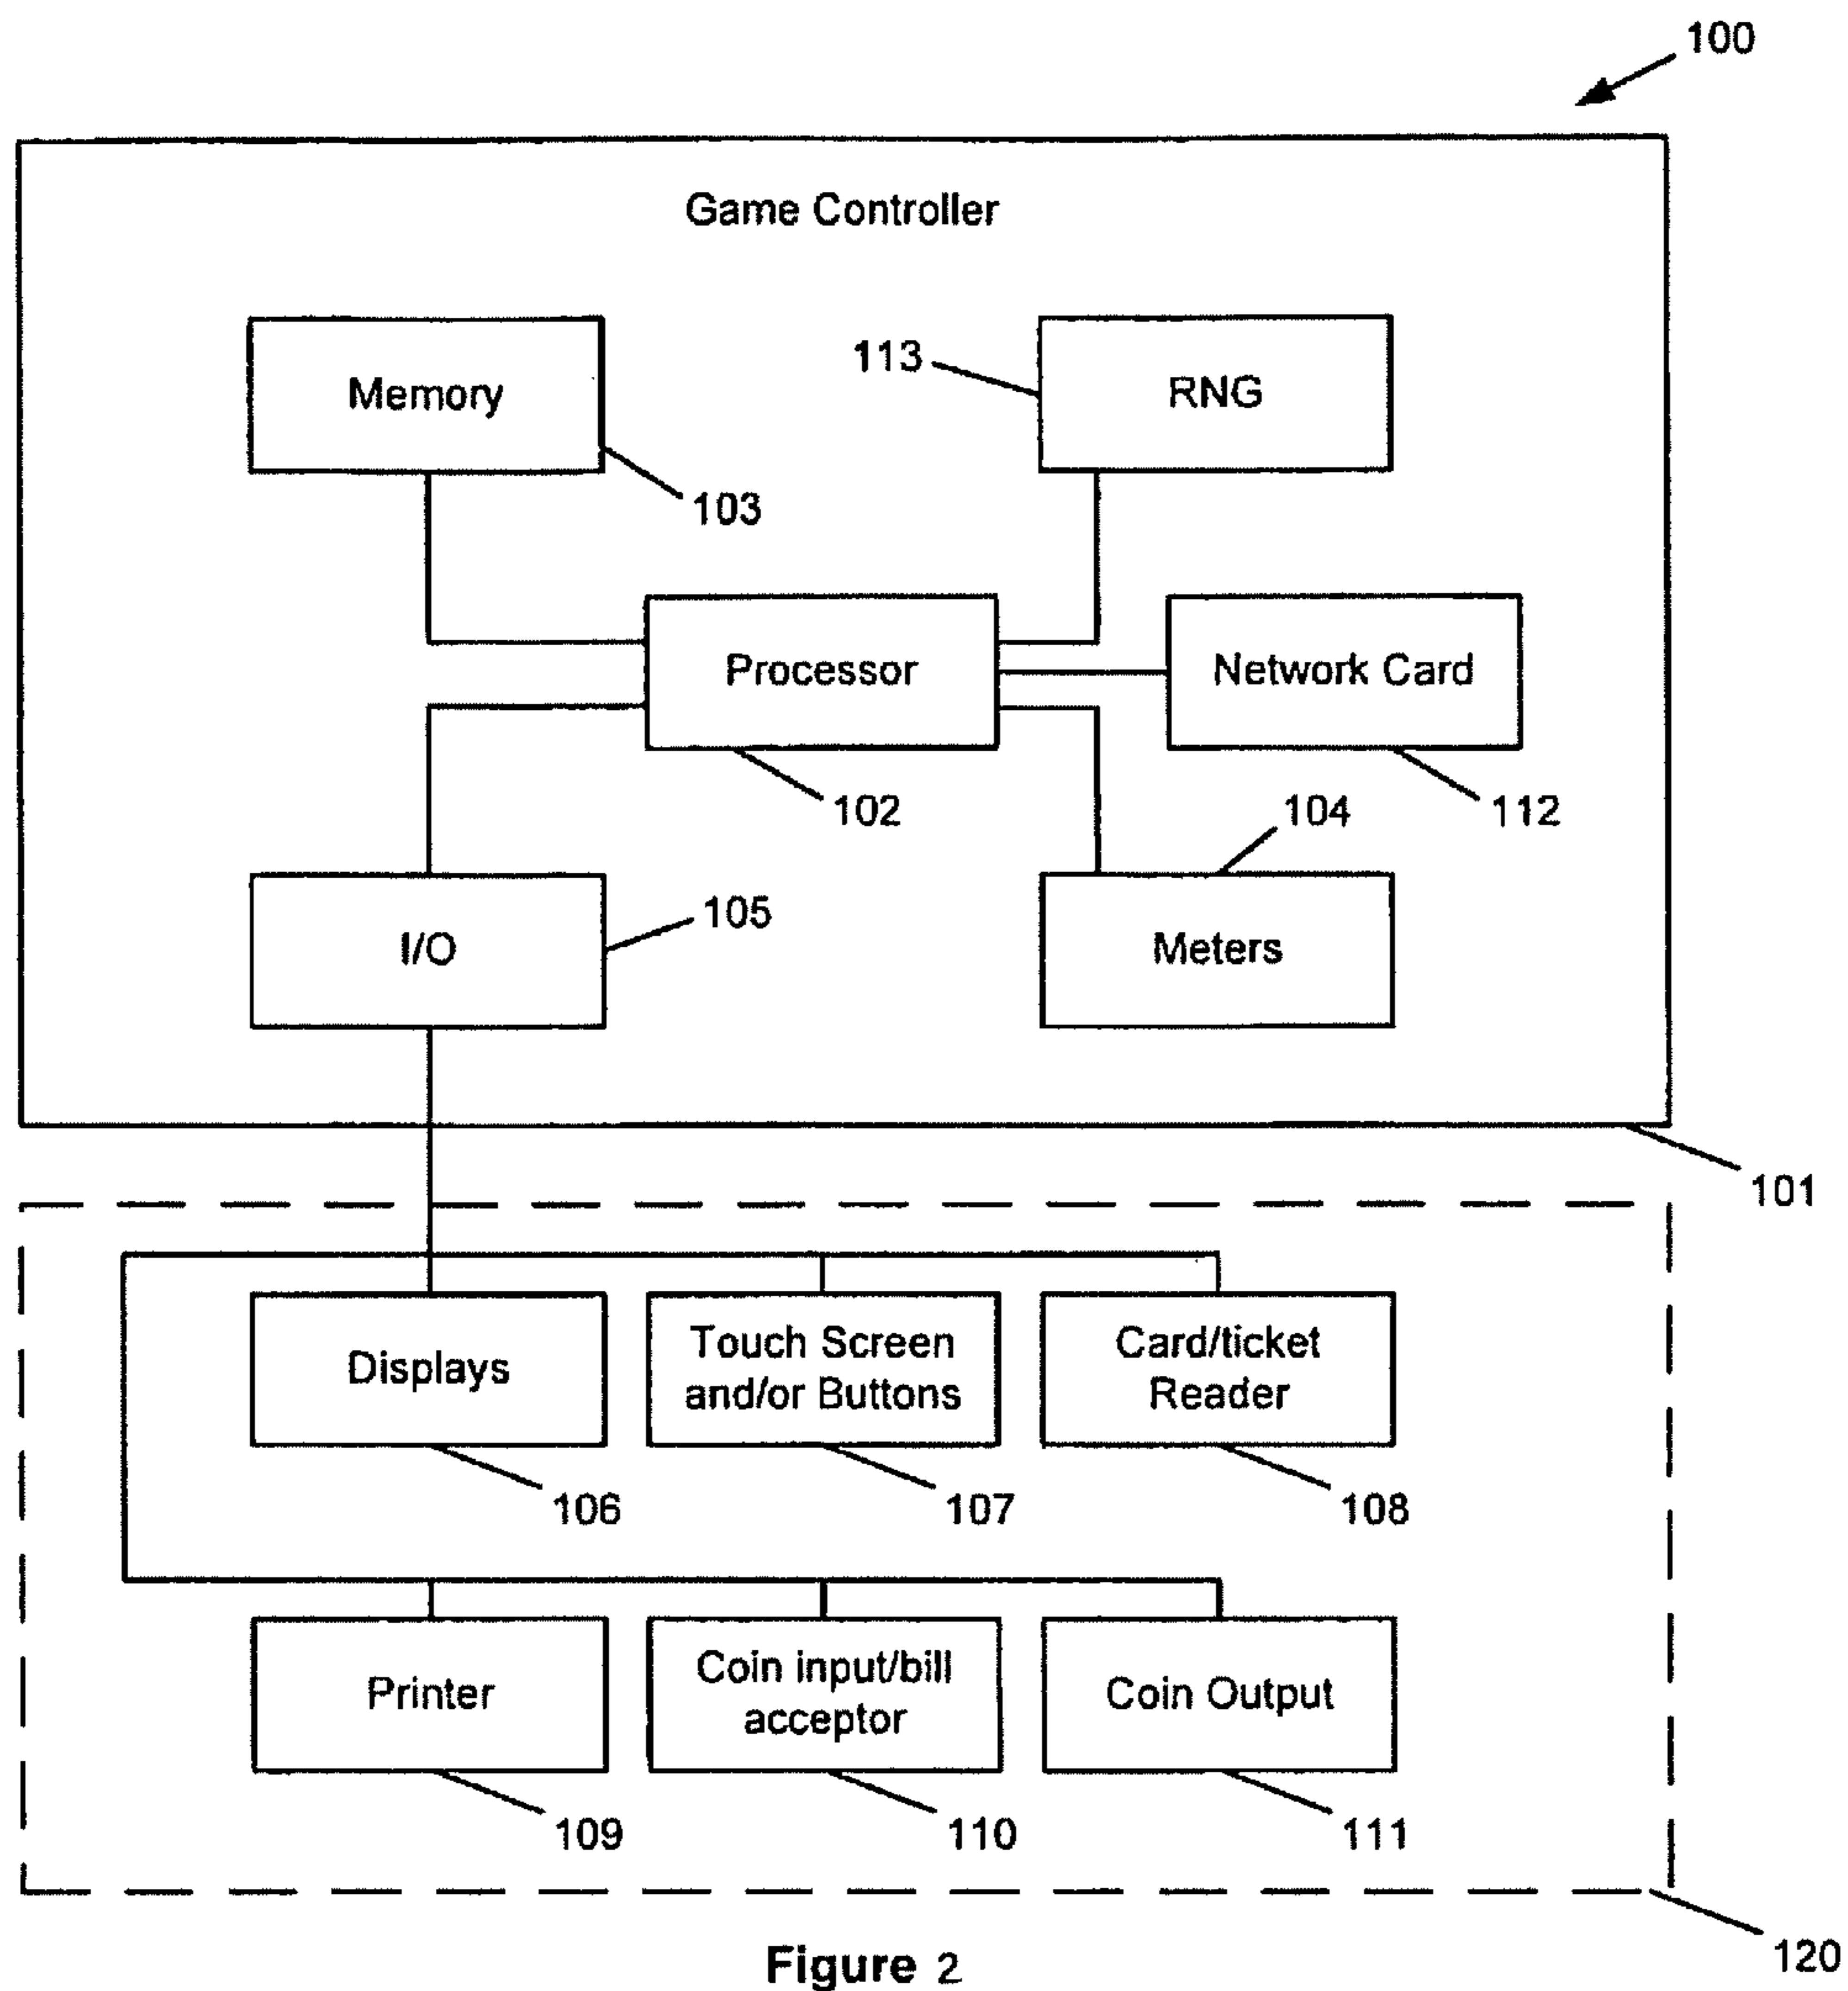 100
Game Controller
Memory
113
RNG
103
Processor
Network Card
102
104
112
I/O
105
Meters
101
Displays
Touch Screen
and/or Buttons
Card/ticket
Reader
106
107
108
Printer
Coin input/bill
acceptor
Coin Output
109
110
111
120
Figure 2